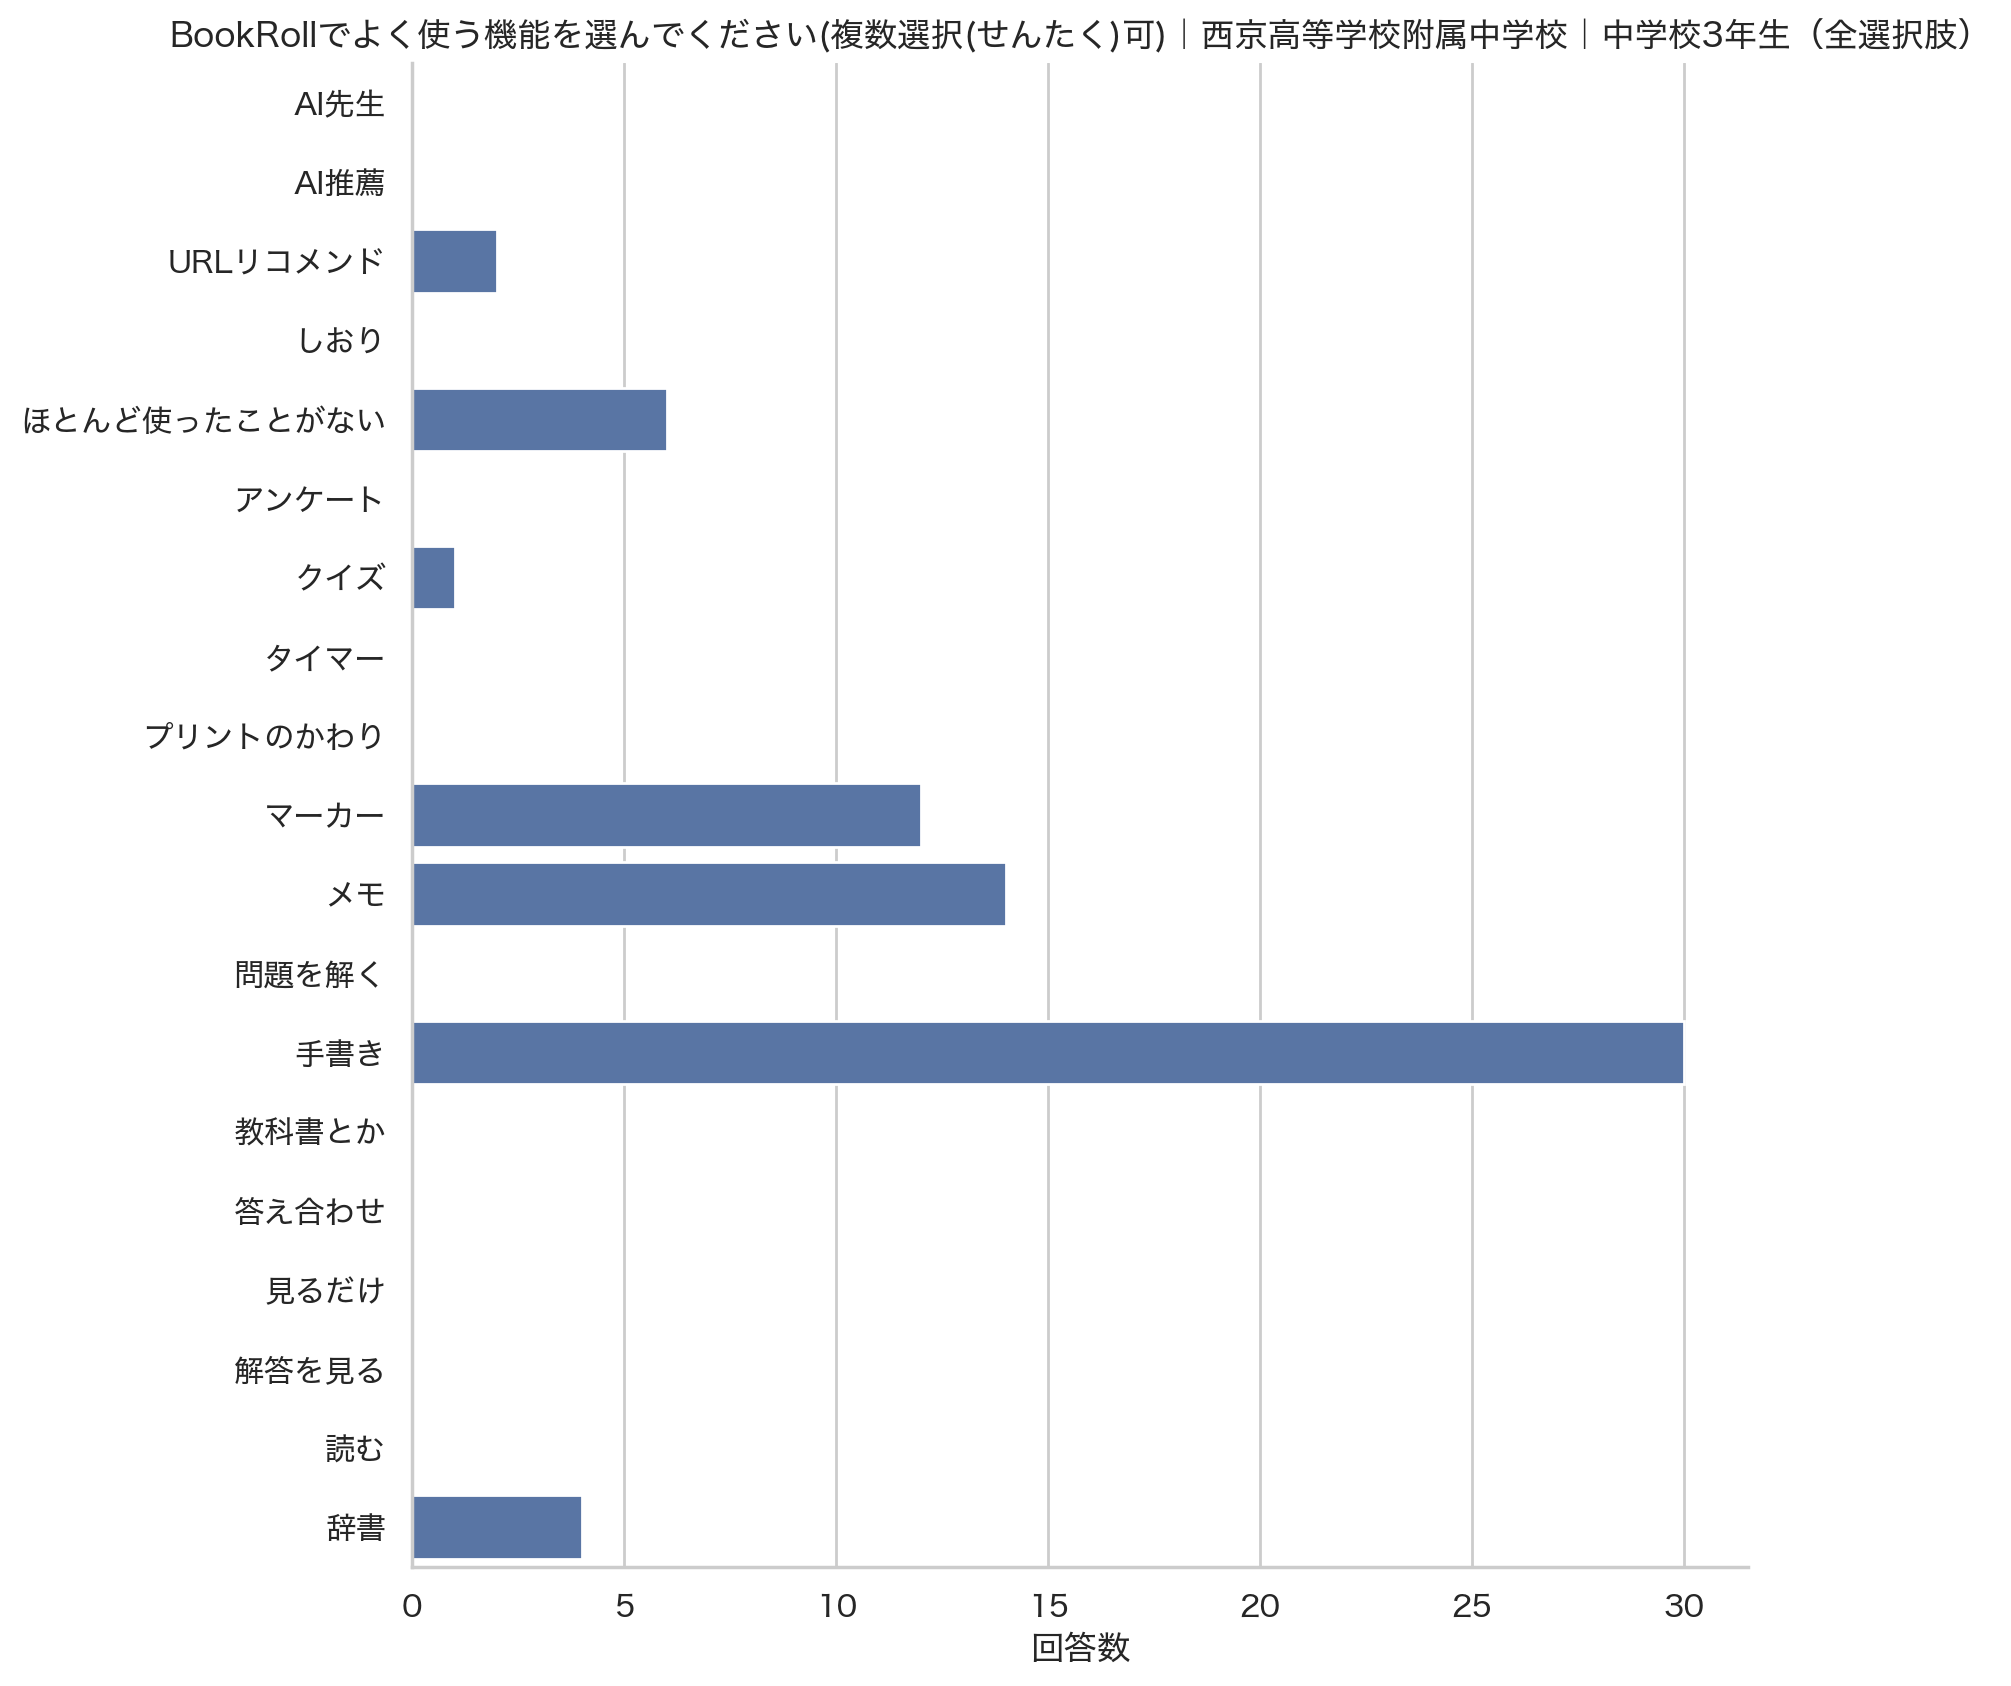 BookRollでよく使う機能を選んでください(複数選択(せんたく)可)｜西京高等学校附属中学校｜中学校3年生（全選択肢）
AI先生
AI推薦
URLリコメンド
しおり
ほとんど使ったことがない
アンケート
クイズ
タイマー
プリントのかわり
マーカー
メモ
問題を解く
手書き
教科書とか
答え合わせ
見るだけ
解答を見る
読む
辞書
0 5 10 15 20 25 30
回答数